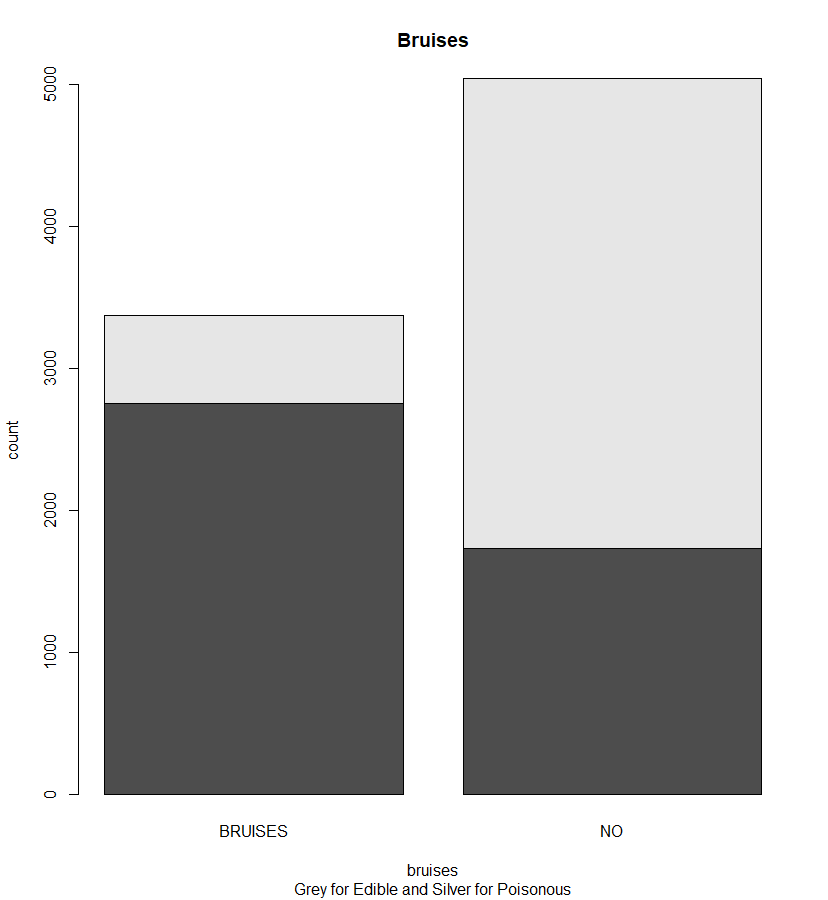 Bruises
5000
4000
3000
2000
1000
0
count
BRUISES NO
bruises
Grey for Edible and Silver for Poisonous